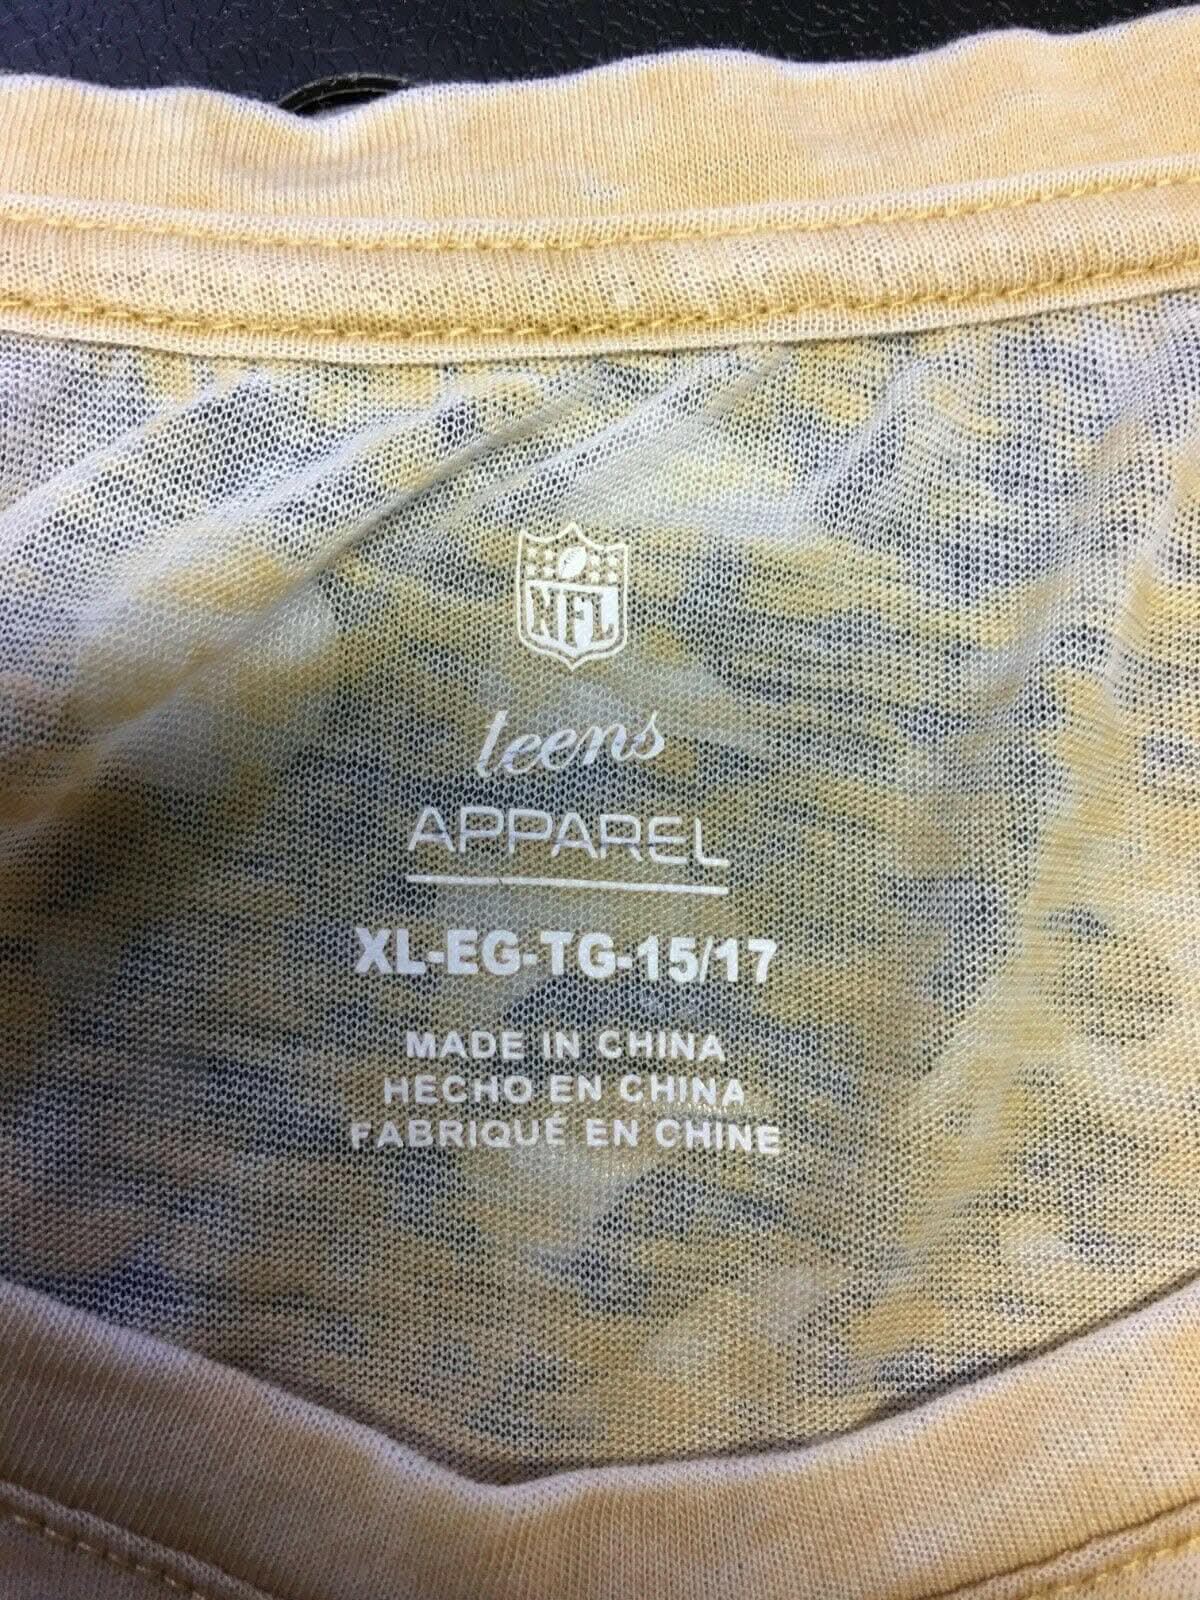 NFL
teens
APPAREL
XL-EG-TG-15/17
MADE IN CHINA
HECHO EN CHINA
FABRIQUÉ EN CHINE